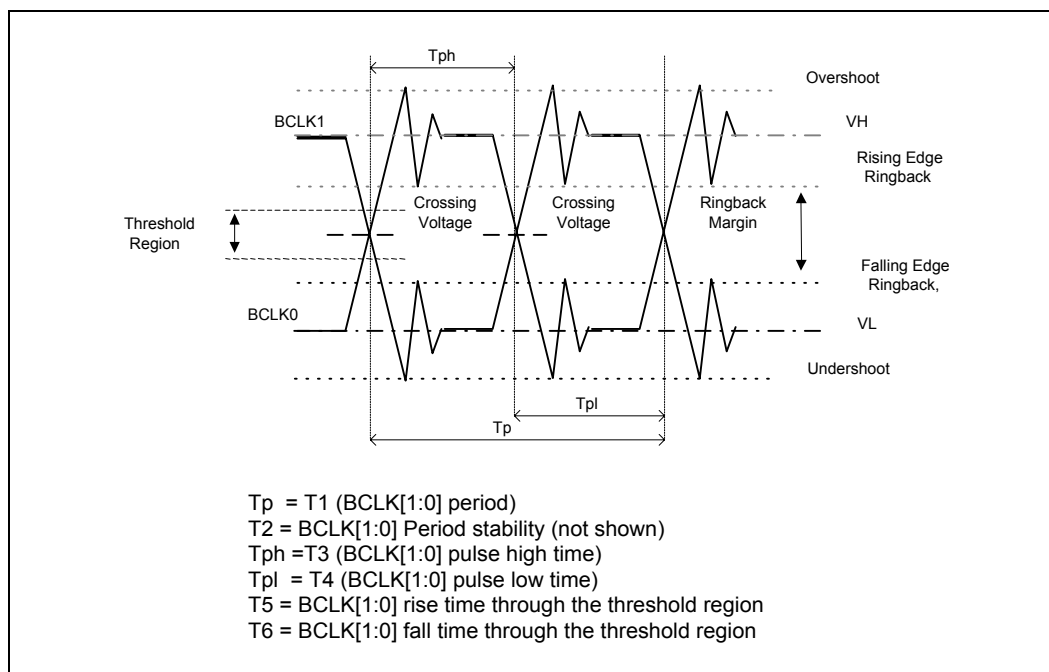 Tph
Overshoot
BCLK1
VH
Rising Edge
Ringback
Crossing
Voltage
Crossing
Voltage
Ringback
Margin
Threshold
Region
Falling Edge
Ringback,
BCLK0
VL
Undershoot
Tpl
Tp
Tp = T1 (BCLK[1:0] period)
T2 = BCLK[1:0] Period stability (not shown)
Tph =T3 (BCLK[1:0] pulse high time)
Tpl = T4 (BCLK[1:0] pulse low time)
T5 = BCLK[1:0] rise time through the threshold region
T6 = BCLK[1:0] fall time through the threshold region